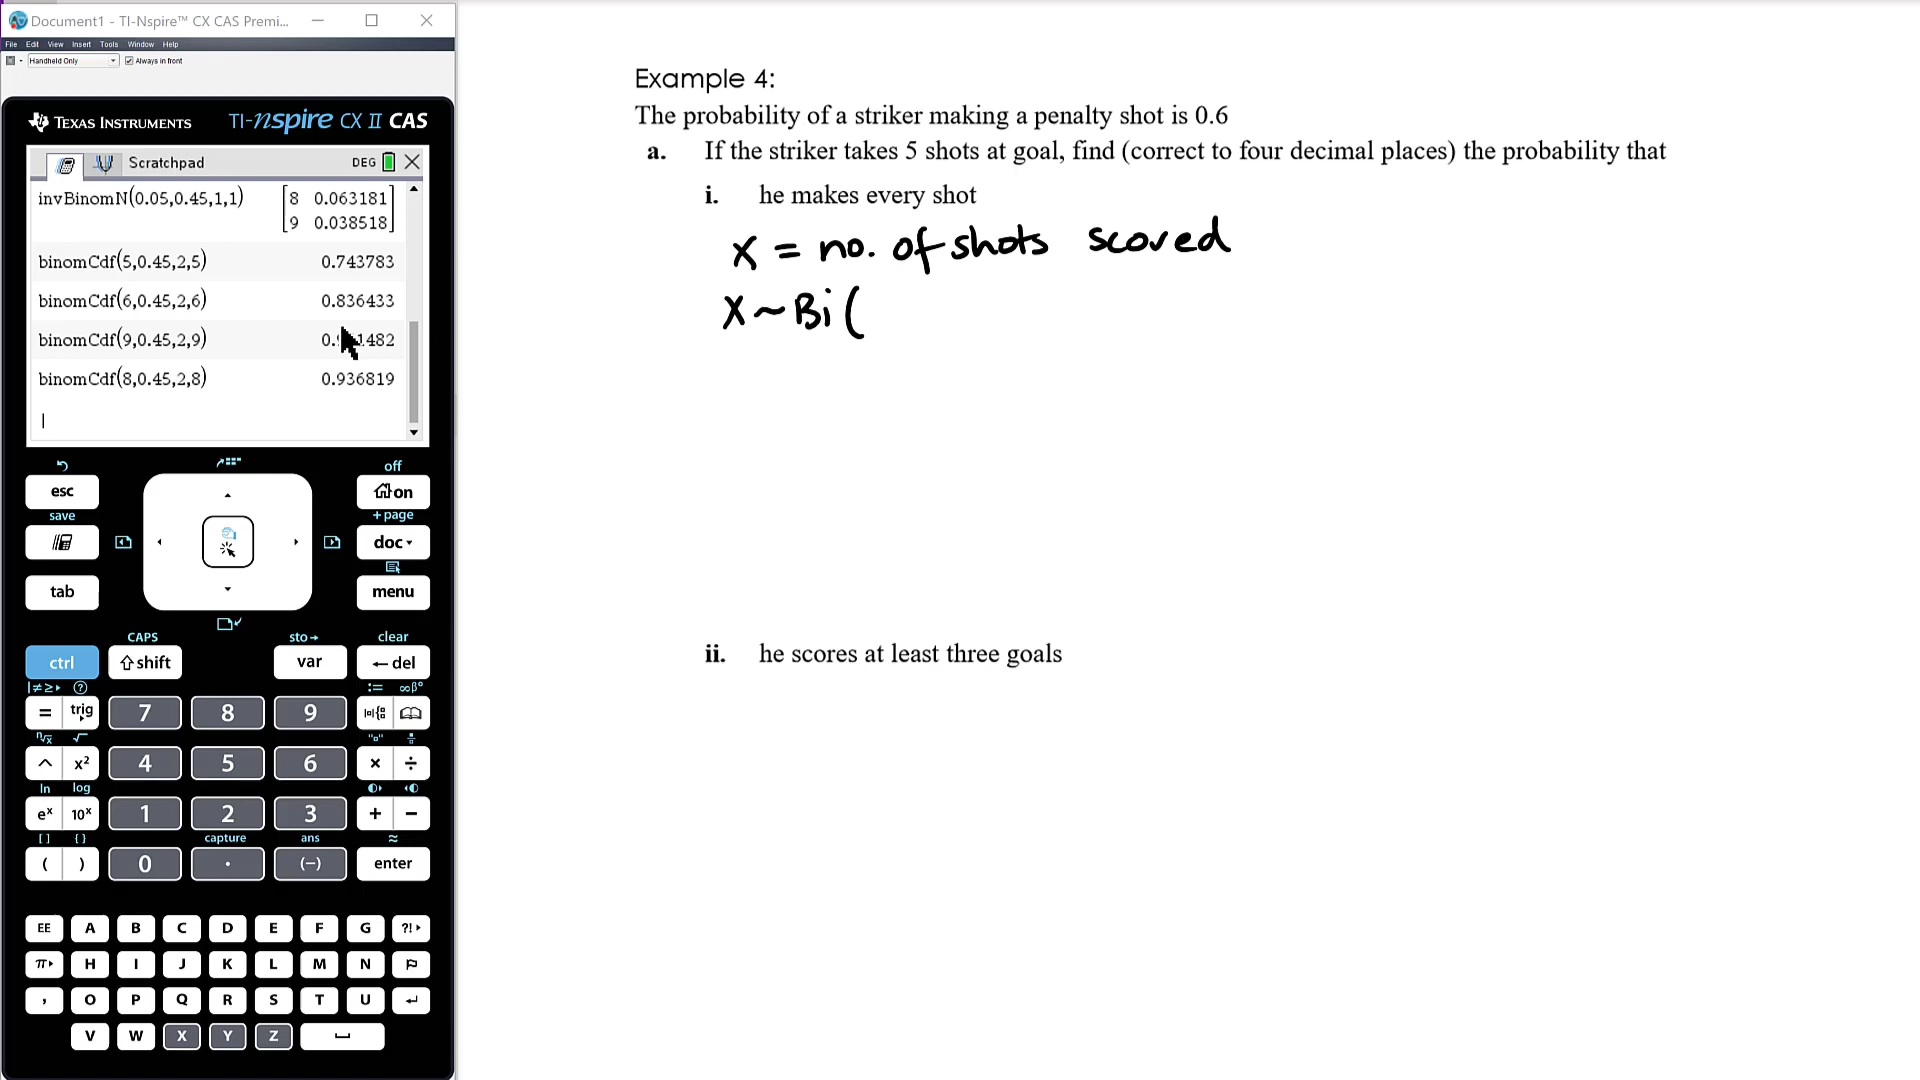 Document1 - TI-Nspire™ CX CAS Premi...
File Edit View Insert Tools Window Help
Handheld Only Always in front
TEXAS INSTRUMENTS TI-nspire CX II CAS
Scratchpad DEG
invBinomN(0.05,0.45,1,1) [8 0.063181
9 0.038518]
binomCdf(5,0.45,2,5) 0.743783
binomCdf(6,0.45,2,6) 0.836433
binomCdf(9,0.45,2,9) 0. 1482
binomCdf(8,0.45,2,8) 0.936819
off
esc on
save + page
doc
tab menu
CAPS sto→ clear
ctrl shift var ←del
|≠≥▸ ? := ∞β°
= trig 7 8 9 |◻|{
ⁿ√x √
^ x² 4 5 6 × ÷
ln log
eˣ 10ˣ 1 2 3 + −
[ ] { } capture ans ≈
( ) 0 . (−) enter
EE A B C D E F G ?!▸
π▸ H I J K L M N
, O P Q R S T U ↵
V W X Y Z
Example 4:
The probability of a striker making a penalty shot is 0.6
a. If the striker takes 5 shots at goal, find (correct to four decimal places) the probability that
i. he makes every shot
X = no. of shots scored
X ~ Bi (
ii. he scores at least three goals